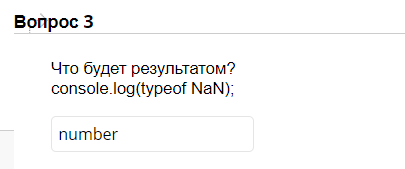 Вопрос 3
Что будет результатом?
console.log(typeof NaN);
number